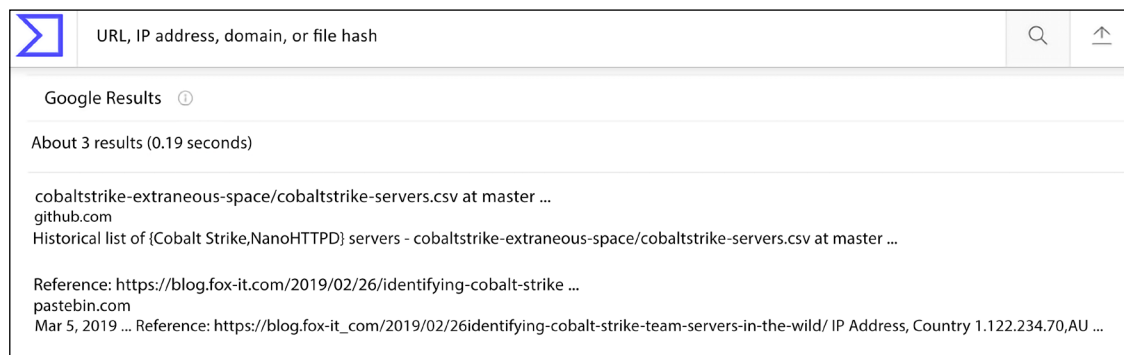 URL, IP address, domain, or file hash
Google Results
About 3 results (0.19 seconds)
cobaltstrike-extraneous-space/cobaltstrike-servers.csv at master ...
github.com
Historical list of {Cobalt Strike,NanoHTTPD} servers - cobaltstrike-extraneous-space/cobaltstrike-servers.csv at master ...
Reference: https://blog.fox-it.com/2019/02/26/identifying-cobalt-strike ...
pastebin.com
Mar 5, 2019 ... Reference: https://blog.fox-it_com/2019/02/26identifying-cobalt-strike-team-servers-in-the-wild/ IP Address, Country 1.122.234.70,AU ...